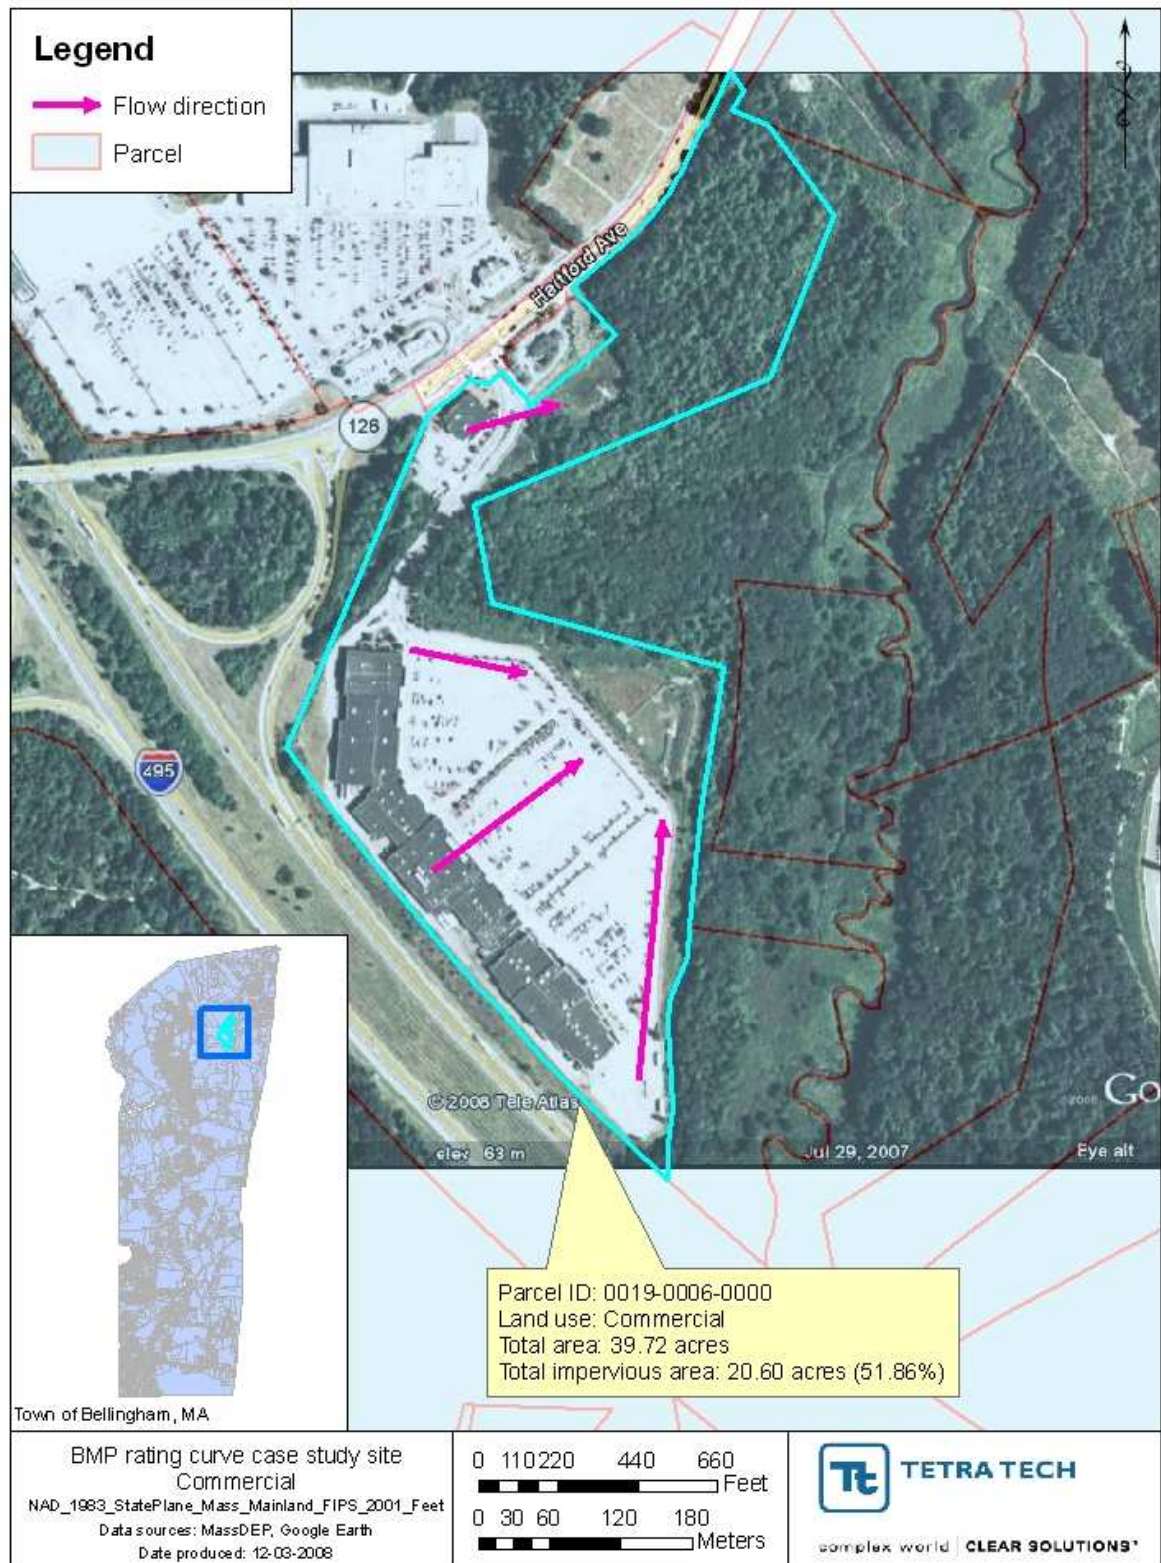 Legend
Flow direction
Parcel
Hartford Ave
126
495
© 2008 Tele Atlas
2008
Go
elev 63 m
Jul 29, 2007
Eye alt
Parcel ID: 0019-0006-0000
Land use: Commercial
Total area: 39.72 acres
Total impervious area: 20.60 acres (51.86%)
Town of Bellingham, MA
BMP rating curve case study site
Commercial
NAD_1983_StatePlane_Mass_Mainland_FIPS_2001_Feet
Data sources: MassDEP, Google Earth
Date produced: 12-03-2008
0 110 220 440 660
Feet
0 30 60 120 180
Meters
Tt TETRA TECH
complex world | CLEAR SOLUTIONS™